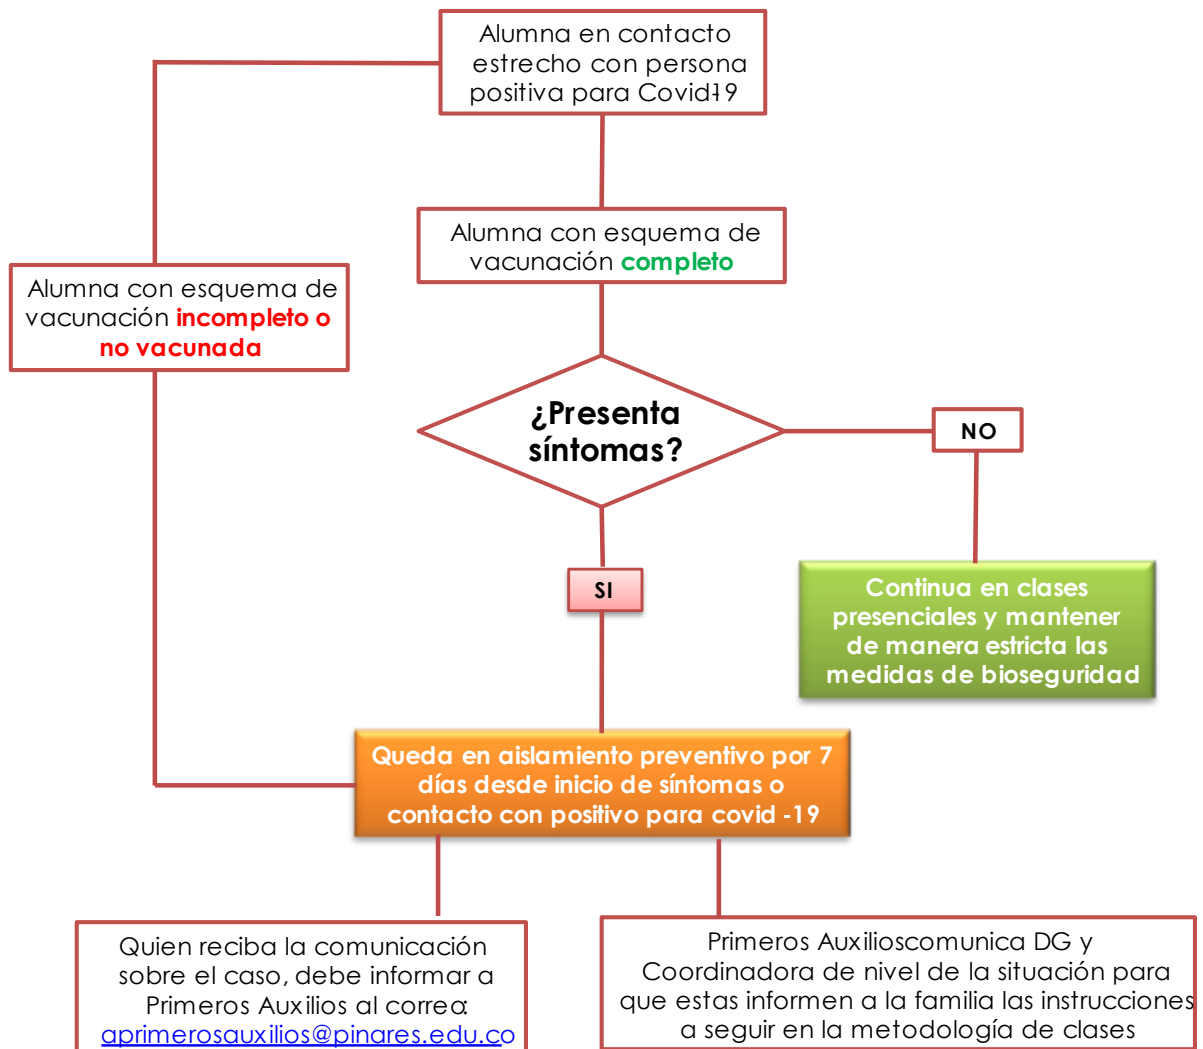 Alumna en contacto
estrecho con persona
positiva para Covid-19
Alumna con esquema de
vacunación completo
Alumna con esquema de
vacunación incompleto o
no vacunada
¿Presenta
síntomas?
NO
SI
Continua en clases
presenciales y mantener
de manera estricta las
medidas de bioseguridad
Queda en aislamiento preventivo por 7
días desde inicio de síntomas o
contacto con positivo para covid -19
Quien reciba la comunicación
sobre el caso, debe informar a
Primeros Auxilios al correo:
aprimerosauxilios@pinares.edu.co
Primeros Auxilioscomunica DG y
Coordinadora de nivel de la situación para
que estas informen a la familia las instrucciones
a seguir en la metodología de clases